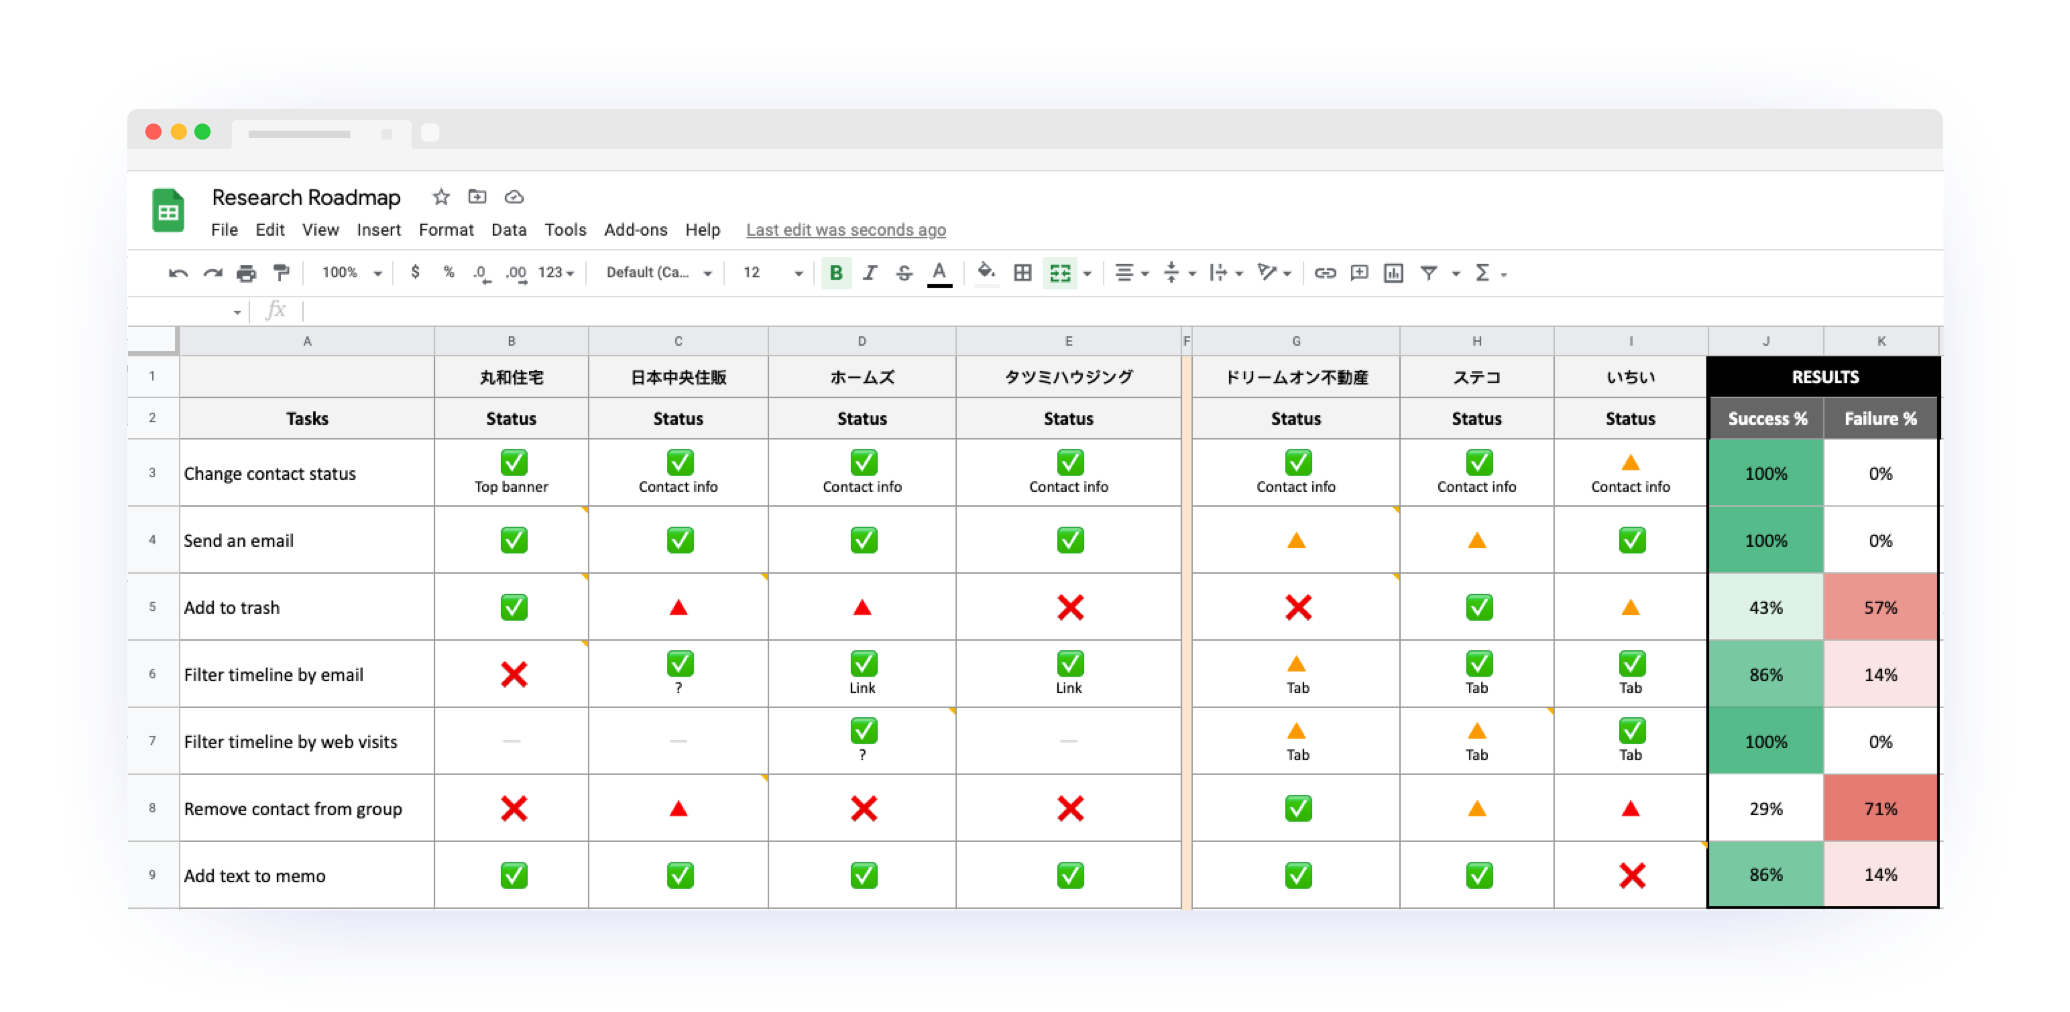 Research Roadmap
File Edit View Insert Format Data Tools Add-ons Help Last edit was seconds ago
100% $ % .0 .00 123 Default (Ca... 12 B I S A Σ
fx
A B C D E F G H I J K
1 丸和住宅 日本中央住販 ホームズ タツミハウジング ドリームオン不動産 ステコ いちい RESULTS
2 Tasks Status Status Status Status Status Status Status Success % Failure %
3 Change contact status Top banner Contact info Contact info Contact info Contact info Contact info Contact info 100% 0%
4 Send an email 100% 0%
5 Add to trash 43% 57%
6 Filter timeline by email ? Link Link Tab Tab Tab 86% 14%
7 Filter timeline by web visits — — ? — Tab Tab Tab 100% 0%
8 Remove contact from group 29% 71%
9 Add text to memo 86% 14%